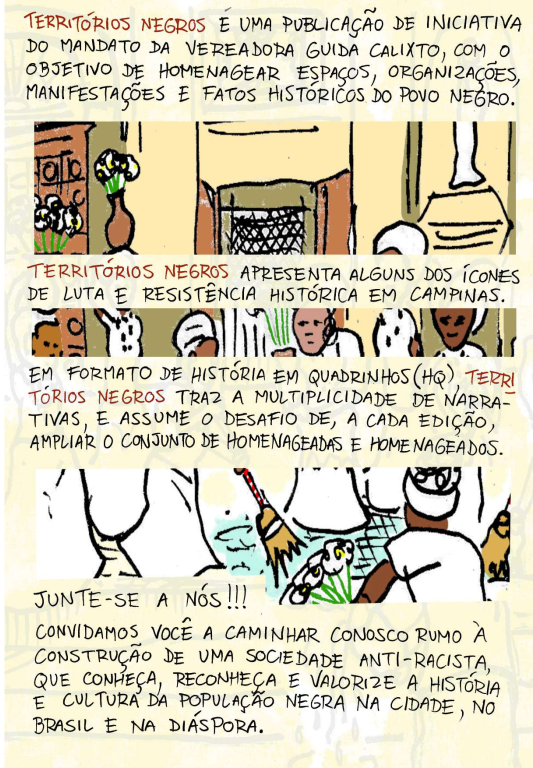 TERRITÓRIOS NEGROS É UMA PUBLICAÇÃO DE INICIATIVA
DO MANDATO DA VEREADORA GUIDA CALIXTO, COM O
OBJETIVO DE HOMENAGEAR ESPAÇOS, ORGANIZAÇÕES,
MANIFESTAÇÕES E FATOS HISTÓRICOS DO POVO NEGRO.
TERRITÓRIOS NEGROS APRESENTA ALGUNS DOS ÍCONES
DE LUTA E RESISTÊNCIA HISTÓRICA EM CAMPINAS.
EM FORMATO DE HISTÓRIA EM QUADRINHOS (HQ), TERRI
TÓRIOS NEGROS TRAZ A MULTIPLICIDADE DE NARRA-
TIVAS, E ASSUME O DESAFIO DE, A CADA EDIÇÃO,
AMPLIAR O CONJUNTO DE HOMENAGEADAS E HOMENAGEADOS.
JUNTE-SE A NÓS!!!
CONVIDAMOS VOCÊ A CAMINHAR CONOSCO RUMO À
CONSTRUÇÃO DE UMA SOCIEDADE ANTI-RACISTA,
QUE CONHEÇA, RECONHEÇA E VALORIZE A HISTÓRIA
E CULTURA DA POPULAÇÃO NEGRA NA CIDADE, NO
BRASIL E NA DIÁSPORA.